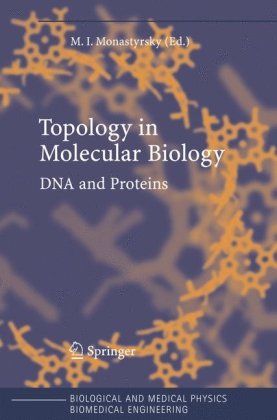 M. I. Monastyrsky (Ed.)
Topology in
Molecular Biology
DNA and Proteins
Springer
BIOLOGICAL AND MEDICAL PHYSICS
BIOMEDICAL ENGINEERING